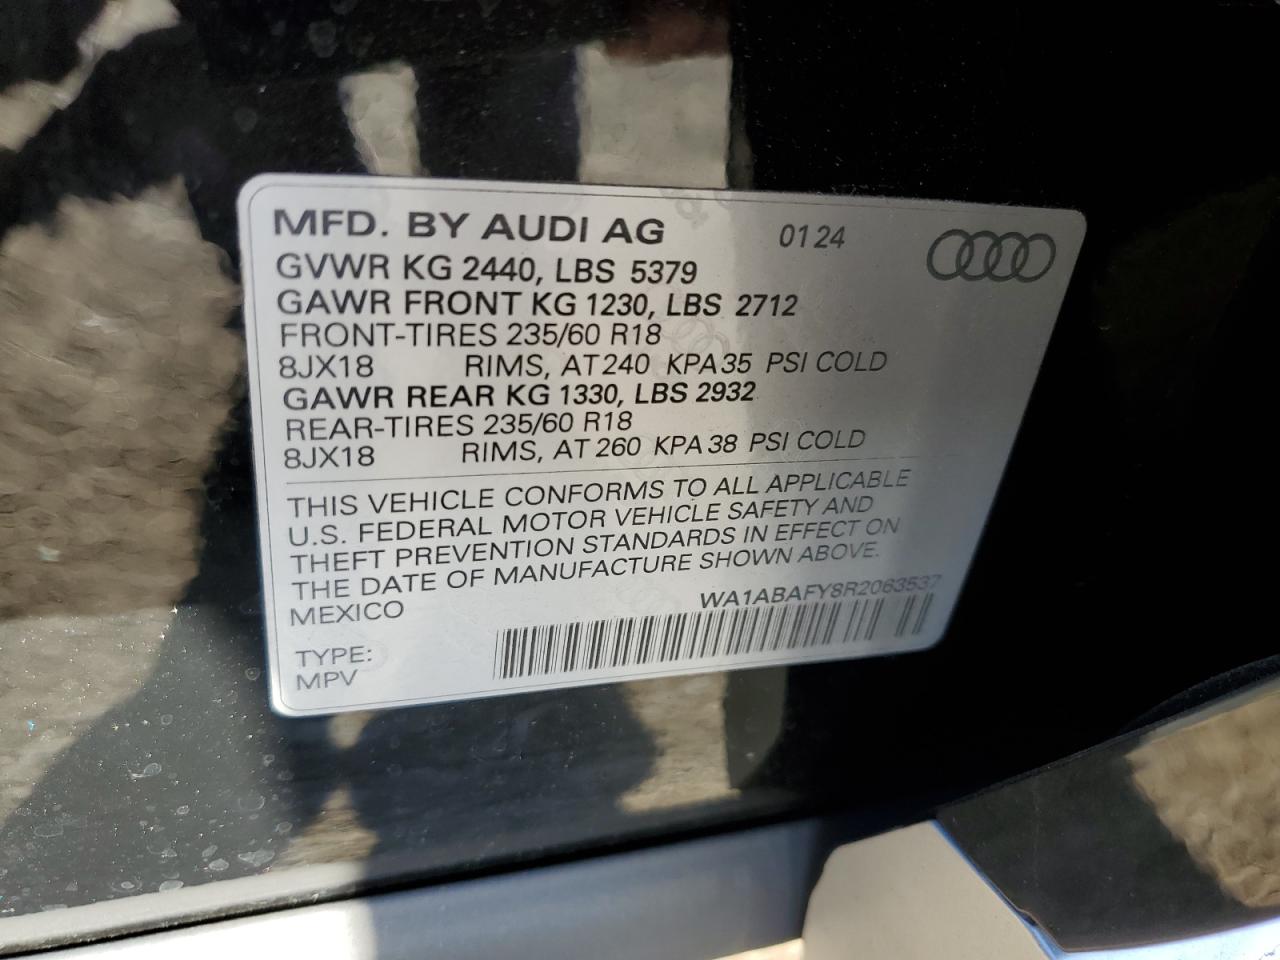 MFD. BY AUDI AG 0124
GVWR KG 2440, LBS 5379
GAWR FRONT KG 1230, LBS 2712
FRONT-TIRES 235/60 R18
8JX18 RIMS, AT 240 KPA 35 PSI COLD
GAWR REAR KG 1330, LBS 2932
REAR-TIRES 235/60 R18
8JX18 RIMS, AT 260 KPA 38 PSI COLD
THIS VEHICLE CONFORMS TO ALL APPLICABLE
U.S. FEDERAL MOTOR VEHICLE SAFETY AND
THEFT PREVENTION STANDARDS IN EFFECT ON
THE DATE OF MANUFACTURE SHOWN ABOVE.
MEXICO WA1ABAFY8R2063537
TYPE:
MPV